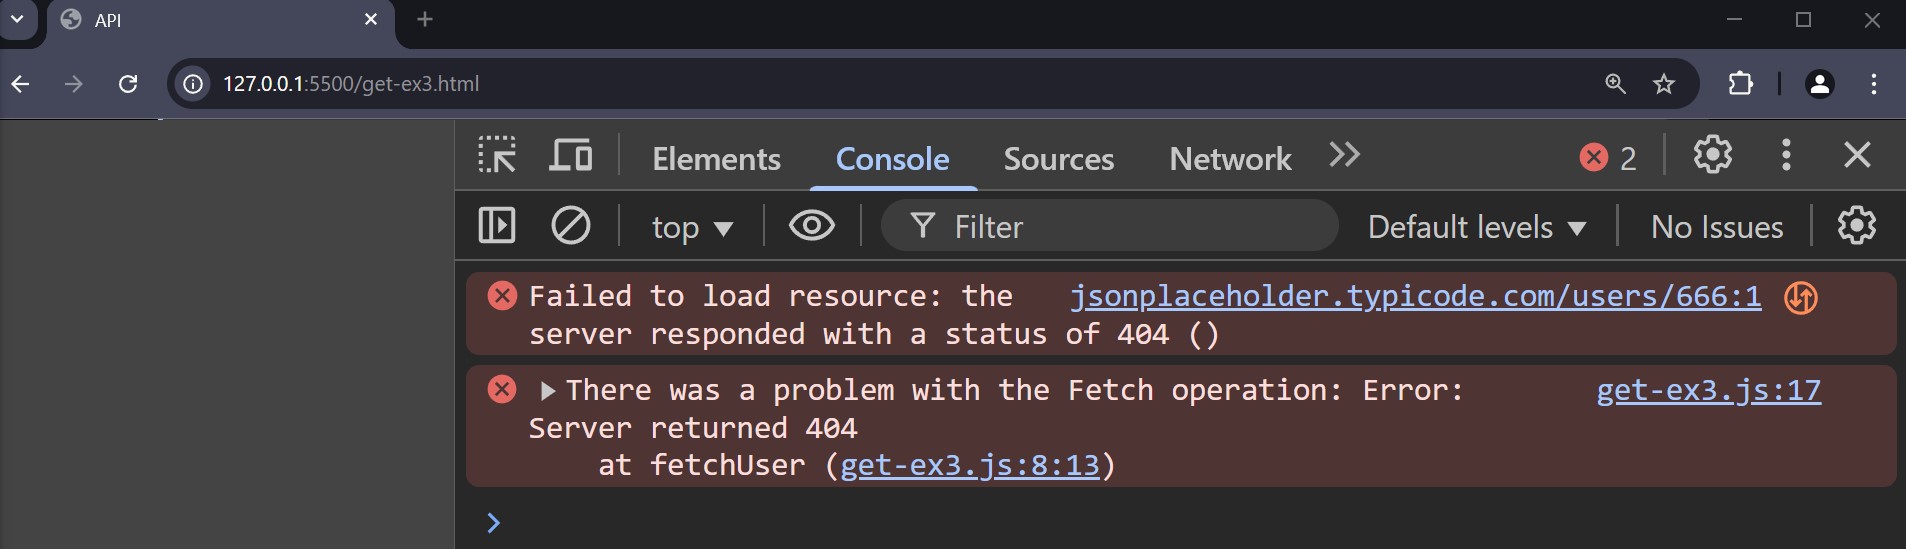 API
127.0.0.1:5500/get-ex3.html
Elements Console Sources Network 2
top Filter Default levels No Issues
Failed to load resource: the jsonplaceholder.typicode.com/users/666:1
server responded with a status of 404 ()
There was a problem with the Fetch operation: Error: get-ex3.js:17
Server returned 404
at fetchUser (get-ex3.js:8:13)